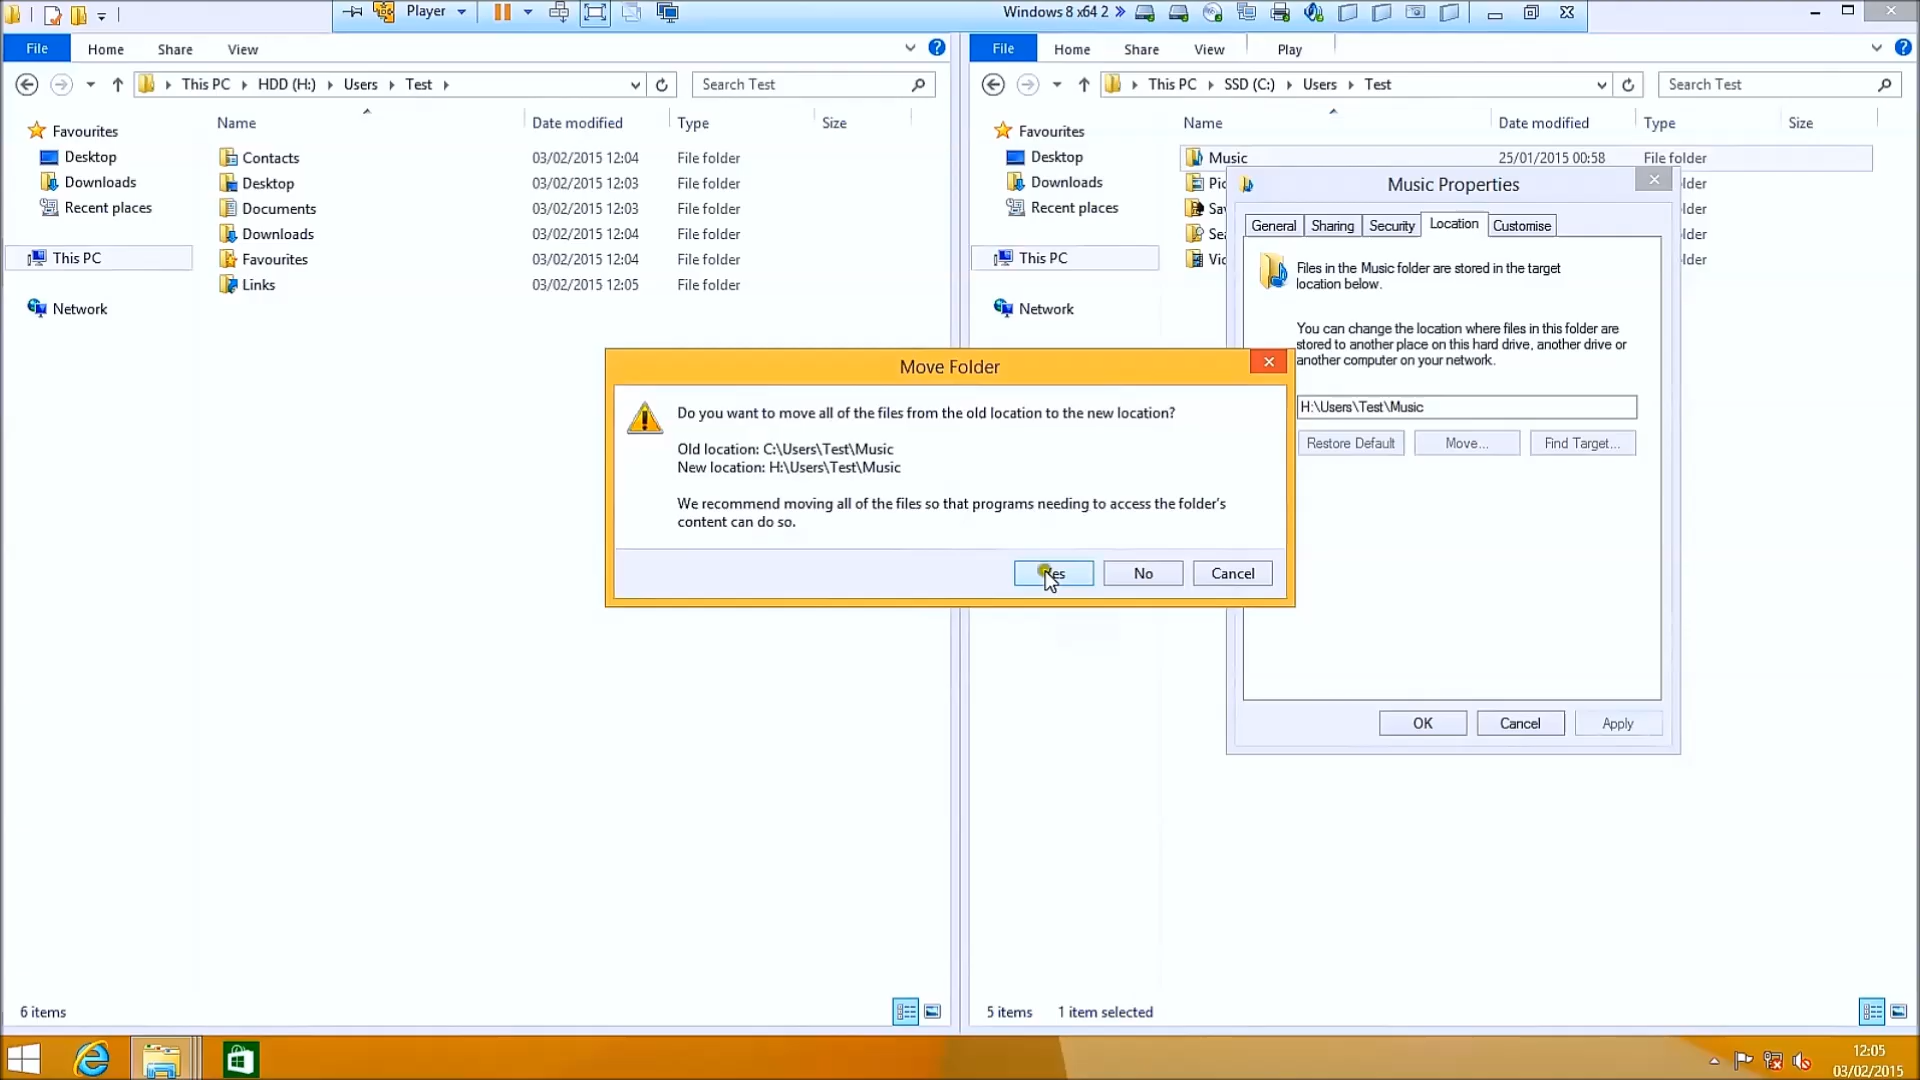 Player
Windows 8 x64 2
File Home Share View
This PC HDD (H:) Users Test
Search Test
Name Date modified Type Size
Favourites
Desktop
Downloads
Recent places
This PC
Network
Contacts 03/02/2015 12:04 File folder
Desktop 03/02/2015 12:03 File folder
Documents 03/02/2015 12:03 File folder
Downloads 03/02/2015 12:04 File folder
Favourites 03/02/2015 12:04 File folder
Links 03/02/2015 12:05 File folder
6 items
File Home Share View Play
This PC SSD (C:) Users Test
Search Test
Name Date modified Type Size
Favourites
Desktop
Downloads
Recent places
This PC
Network
Music 25/01/2015 00:58 File folder
Music Properties
General Sharing Security Location Customise
Files in the Music folder are stored in the target
location below.
You can change the location where files in this folder are
stored to another place on this hard drive, another drive or
another computer on your network.
H:\Users\Test\Music
Restore Default Move... Find Target...
OK Cancel Apply
Move Folder
Do you want to move all of the files from the old location to the new location?
Old location: C:\Users\Test\Music
New location: H:\Users\Test\Music
We recommend moving all of the files so that programs needing to access the folder's
content can do so.
Yes No Cancel
5 items 1 item selected
12:05
03/02/2015